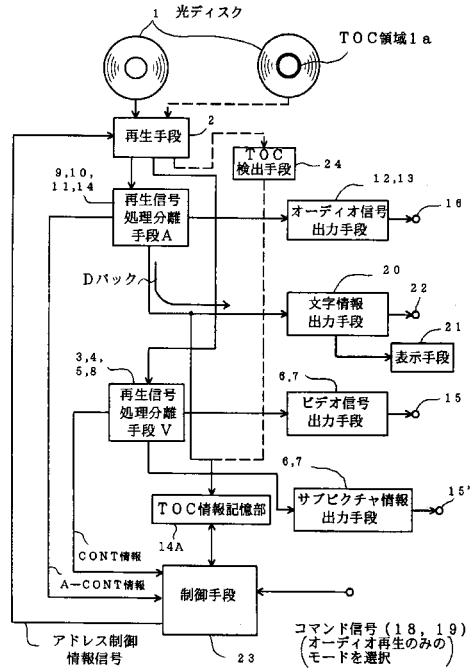 1 光ディスク
TOC領域1a
再生手段
2
TOC
検出手段
24
9,10,
11,14
再生信号
処理分離
手段A
12,13
オーディオ信号
出力手段
16
Dパック
20
文字情報
出力手段
22
21
表示手段
3,4,
5,8
再生信号
処理分離
手段V
6,7
ビデオ信号
出力手段
15
6,7
サブピクチャ情報
出力手段
15'
TOC情報記憶部
14A
CONT情報
A-CONT情報
制御手段
23
アドレス制御
情報信号
コマンド信号(18,19)
(オーディオ再生のみの
モードを選択)